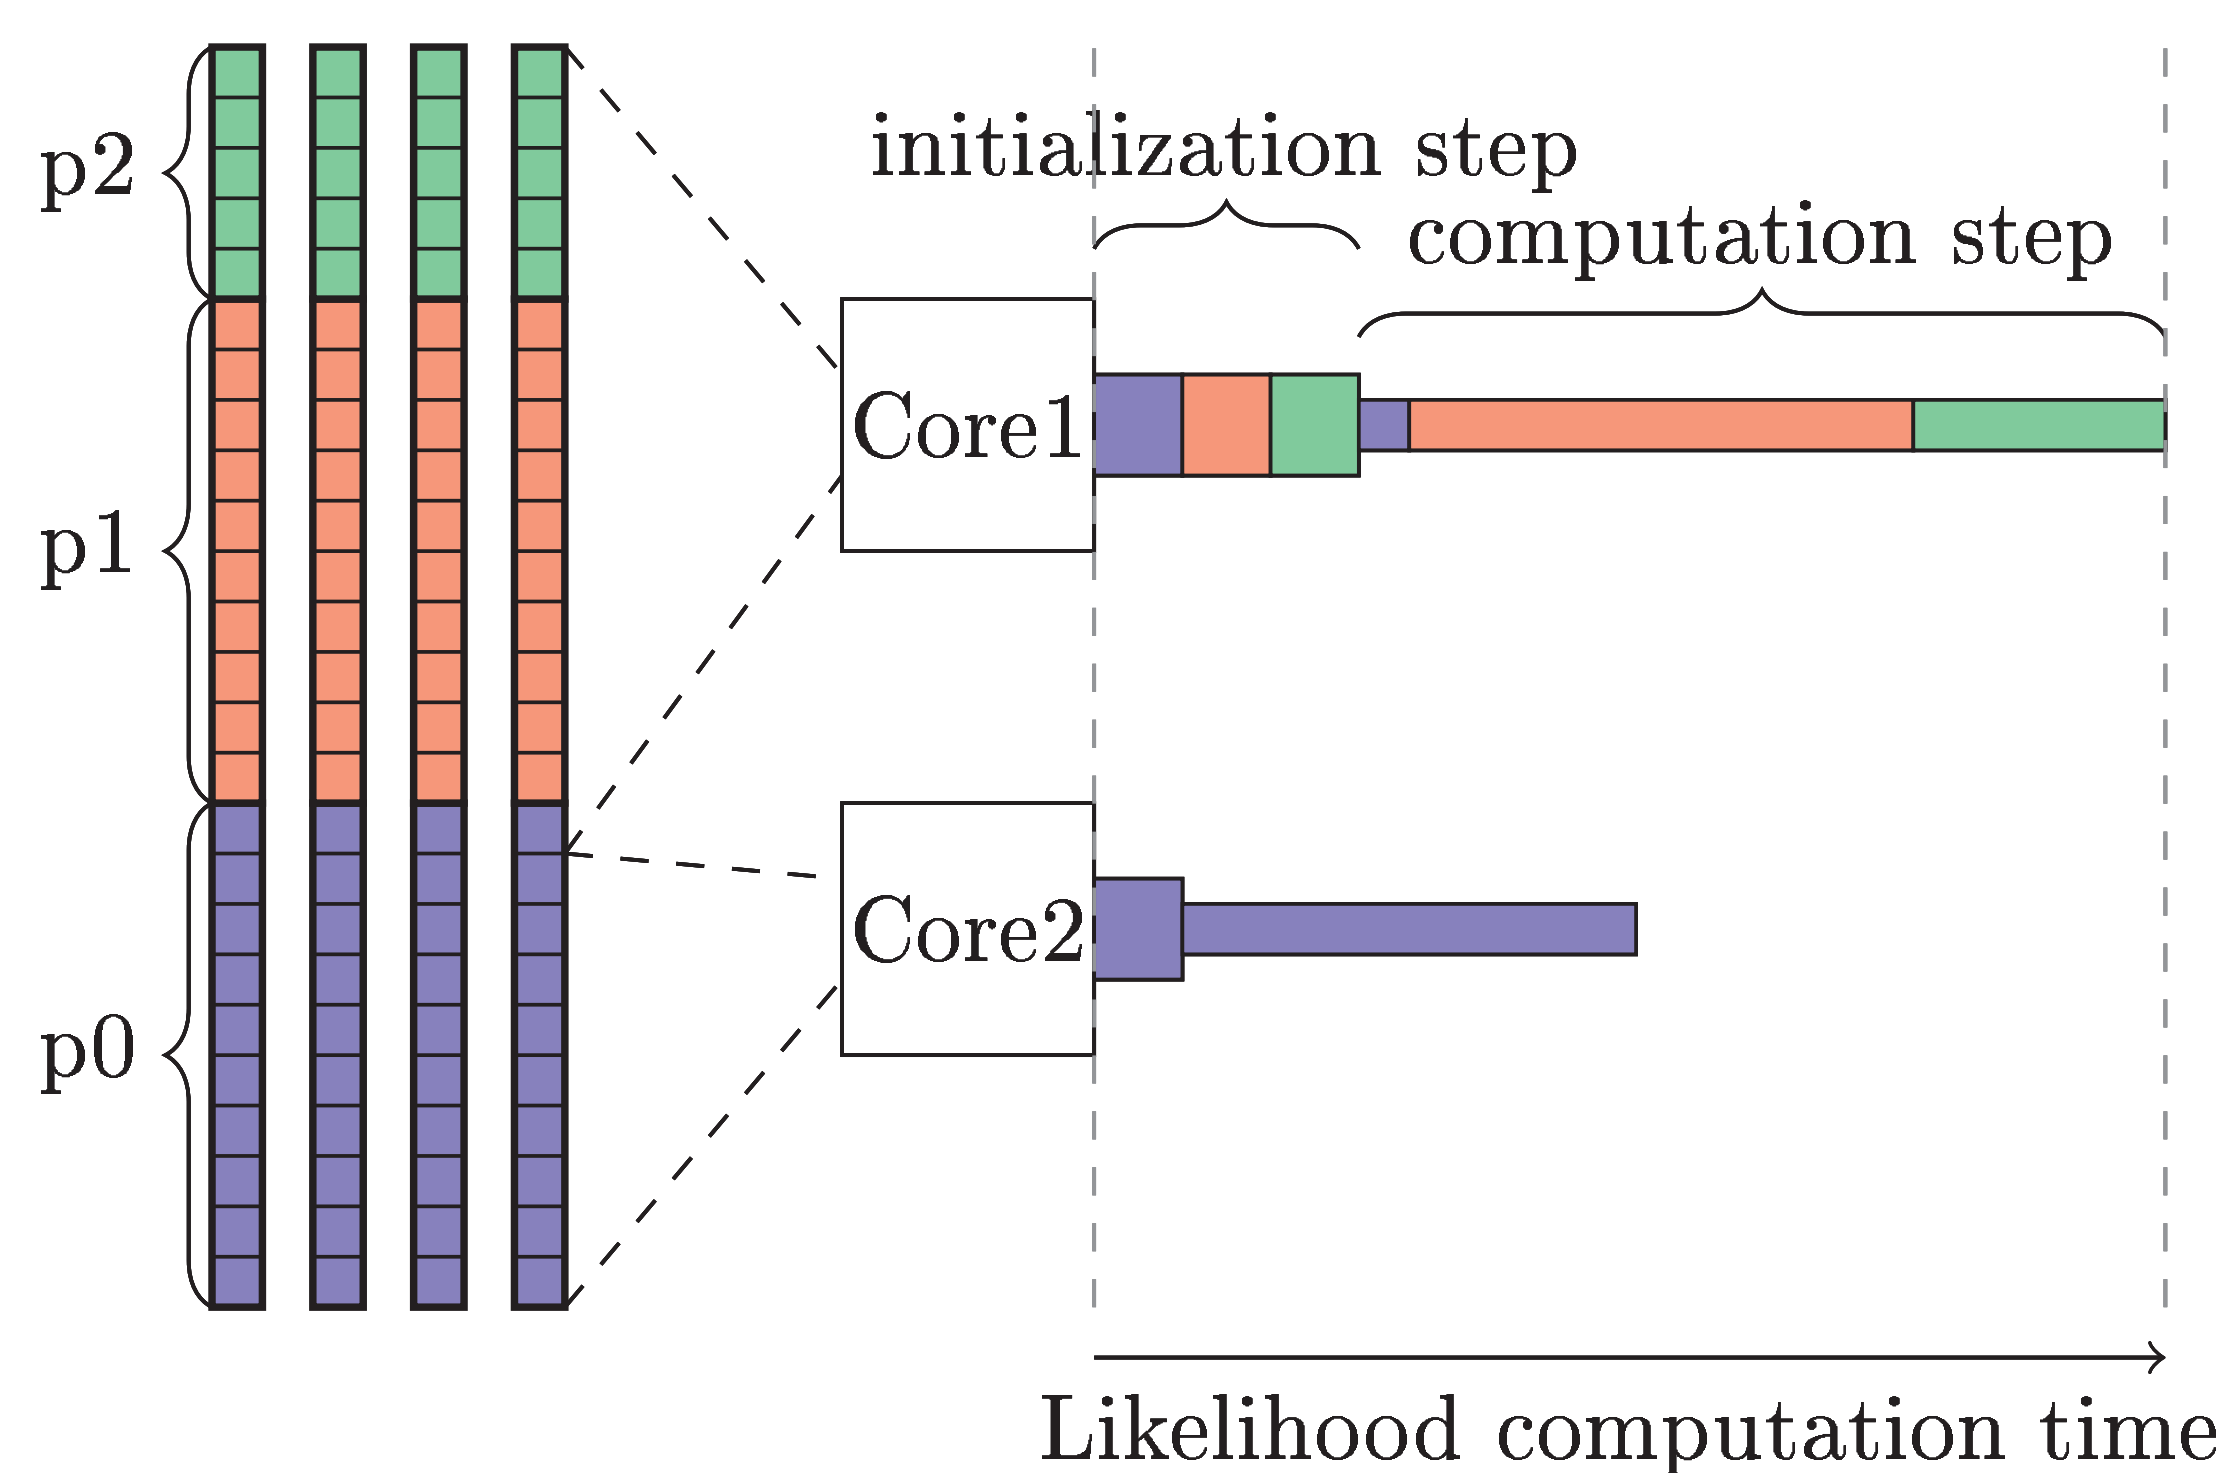 initialization step
p2
computation step
Core1
p1
Core2
p0
Likelihood computation time